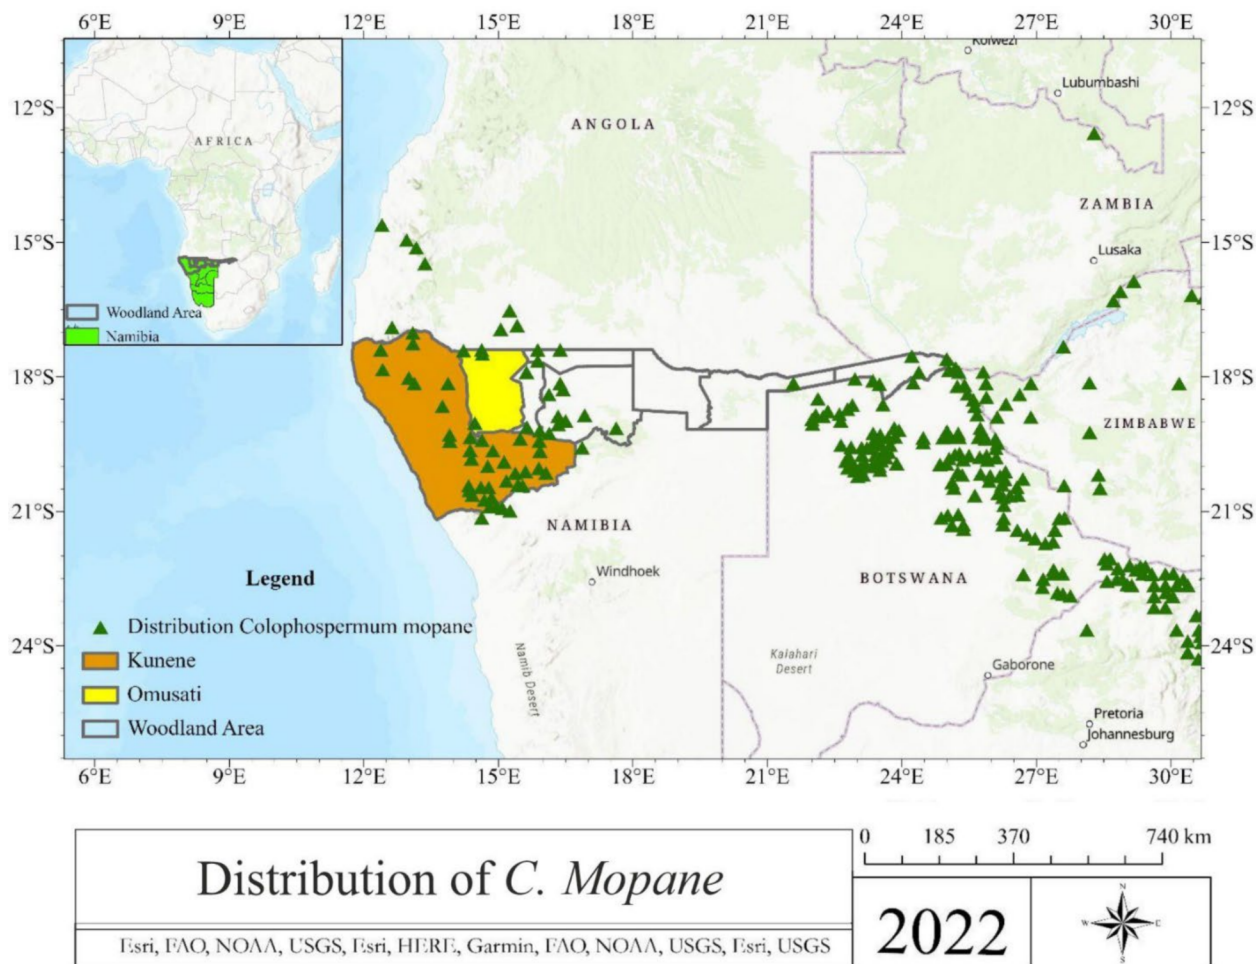 6°E 9°E 12°E 15°E 18°E 21°E 24°E 27°E 30°E
Kolwezi
Lubumbashi
12°S 12°S
ANGOLA
AFRICA
ZAMBIA
15°S 15°S
Lusaka
Woodland Area
Namibia
18°S 18°S
ZIMBABWE
21°S 21°S
NAMIBIA
Windhoek
BOTSWANA
Legend
Distribution Colophospermum mopane
24°S 24°S
Kunene
Namib Desert
Kalahari
Desert
Gaborone
Omusati
Woodland Area
Pretoria
Johannesburg
6°E 9°E 12°E 15°E 18°E 21°E 24°E 27°E 30°E
0 185 370 740 km
Distribution of C. Mopane
2022
N
W E
S
Esri, FAO, NOAA, USGS, Esri, HERE, Garmin, FAO, NOAA, USGS, Esri, USGS